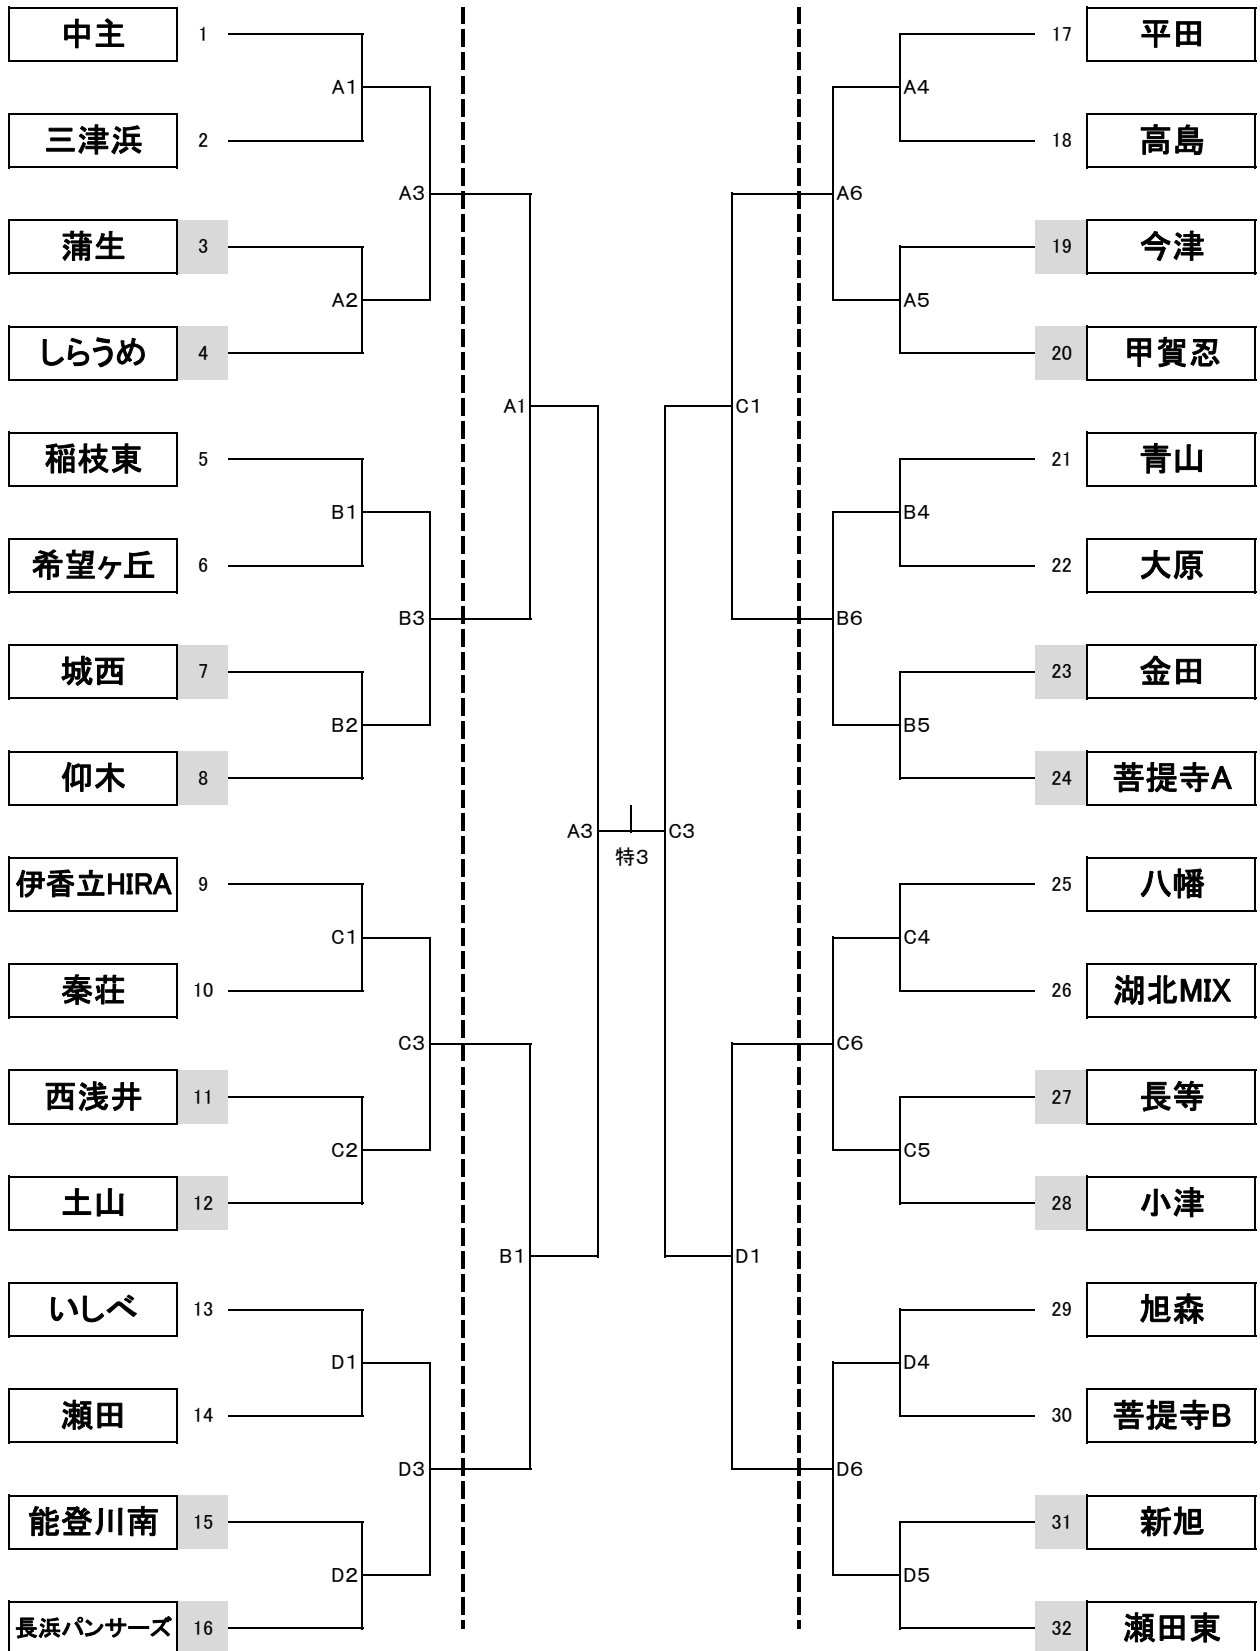 中主 1 17 平田
A1 A4
三津浜 2 18 高島
A3 A6
蒲生 3 19 今津
A2 A5
しらうめ 4 20 甲賀忍
A1 C1
稲枝東 5 21 青山
B1 B4
希望ヶ丘 6 22 大原
B3 B6
城西 7 23 金田
B2 B5
仰木 8 24 菩提寺A
A3 C3
特3
伊香立HIRA 9 25 八幡
C1 C4
秦荘 10 26 湖北MIX
C3 C6
西浅井 11 27 長等
C2 C5
土山 12 28 小津
B1 D1
いしべ 13 29 旭森
D1 D4
瀬田 14 30 菩提寺B
D3 D6
能登川南 15 31 新旭
D2 D5
長浜パンサーズ 16 32 瀬田東